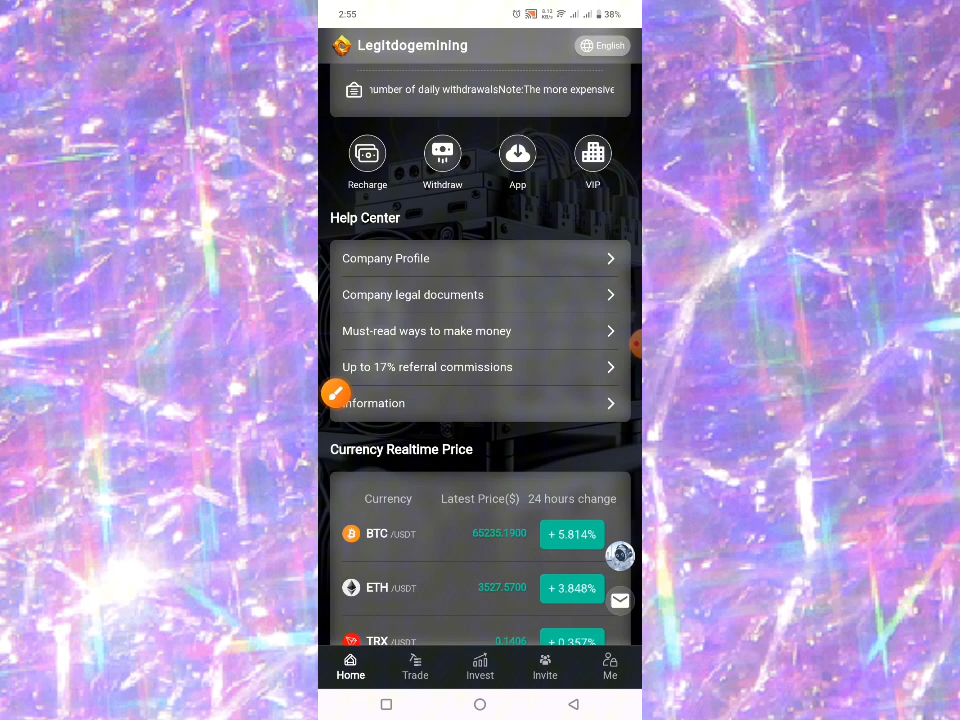 2:55
8.12
KB/s
38%
Legitdogemining
English
number of daily withdrawalsNote:The more expensive
Recharge
Withdraw
App
VIP
Help Center
Company Profile
Company legal documents
Must-read ways to make money
Up to 17% referral commissions
Information
Currency Realtime Price
Currency Latest Price($) 24 hours change
BTC /USDT 65235.1900 + 5.814%
ETH /USDT 3527.5700 + 3.848%
TRX /USDT 0.1406 + 0.357%
Home
Trade
Invest
Invite
Me